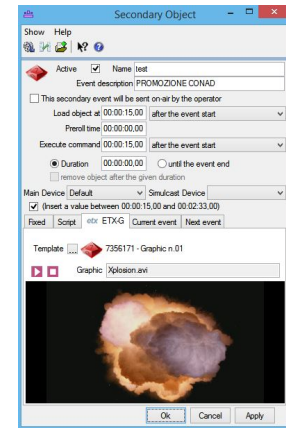 Secondary Object
Show Help
Active Name test
Event description PROMOZIONE CONAD
This secondary event will be sent on-air by the operator
Load object at 00:00:15,00 after the event start
Preroll time 00:00:00,00
Execute command 00:00:15,00 after the event start
Duration 00:00:00,00 until the event end
remove object after the given duration
Main Device Default Simulcast Device
(Insert a value between 00:00:15,00 and 00:02:33,00)
Fixed Script etx ETX-G Current event Next event
Template ... 7356171 - Graphic n.01
Graphic Xplosion.avi
Ok Cancel Apply